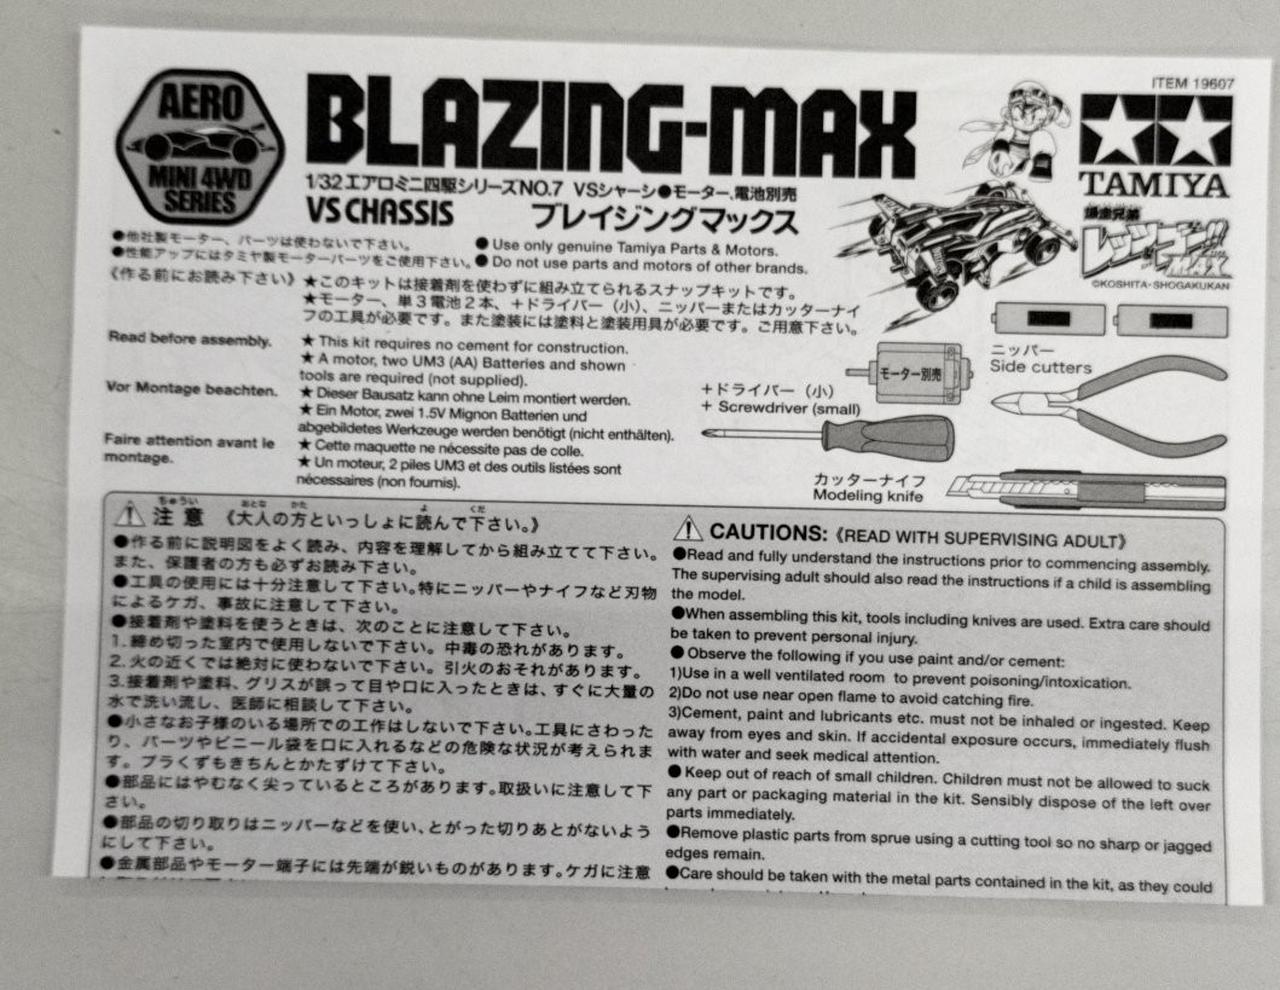 AERO
MINI 4WD
SERIES
BLAZING-MAX
1/32エアロミニ四駆シリーズNO.7 VSシャーシ●モーター、電池別売
VS CHASSIS ブレイジングマックス
ITEM 19607
TAMIYA
爆走兄弟
レッツ&ゴー!!
MAX
©KOSHITA・SHOGAKUKAN
●他社製モーター、パーツは使わないで下さい。
●性能アップにはタミヤ製モーターパーツをご使用下さい。
● Use only genuine Tamiya Parts & Motors.
● Do not use parts and motors of other brands.
《作る前にお読み下さい》
★このキットは接着剤を使わずに組み立てられるスナップキットです。
★モーター、単3電池2本、+ドライバー（小）、ニッパーまたはカッターナイ
フの工具が必要です。また塗装には塗料と塗装用具が必要です。ご用意下さい。
Read before assembly.
★ This kit requires no cement for construction.
★ A motor, two UM3 (AA) Batteries and shown
tools are required (not supplied).
Vor Montage beachten.
★ Dieser Bausatz kann ohne Leim montiert werden.
★ Ein Motor, zwei 1.5V Mignon Batterien und
abgebildetes Werkzeuge werden benötigt (nicht enthälten).
Faire attention avant le
montage.
★ Cette maquette ne nécessite pas de colle.
★ Un moteur, 2 piles UM3 et des outils listées sont
nécessaires (non fournis).
モーター別売
ニッパー
Side cutters
+ドライバー（小）
+ Screwdriver (small)
カッターナイフ
Modeling knife
ちゅうい おとな かた よ くだ
注意 《大人の方といっしょに読んで下さい。》
●作る前に説明図をよく読み、内容を理解してから組み立てて下さい。
また、保護者の方も必ずお読み下さい。
●工具の使用には十分注意して下さい。特にニッパーやナイフなど刃物
によるケガ、事故に注意して下さい。
●接着剤や塗料を使うときは、次のことに注意して下さい。
1. 締め切った室内で使用しないで下さい。中毒の恐れがあります。
2. 火の近くでは絶対に使わないで下さい。引火のおそれがあります。
3. 接着剤や塗料、グリスが誤って目や口に入ったときは、すぐに大量の
水で洗い流し、医師に相談して下さい。
●小さなお子様のいる場所での工作はしないで下さい。工具にさわった
り、パーツやビニール袋を口に入れるなどの危険な状況が考えられま
す。プラくずもきちんとかたずけて下さい。
●部品にはやむなく尖っているところがあります。取扱いに注意して下
さい。
●部品の切り取りはニッパーなどを使い、とがった切りあとがないよう
にして下さい。
●金属部品やモーター端子には先端が鋭いものがあります。ケガに注意
CAUTIONS: 《READ WITH SUPERVISING ADULT》
●Read and fully understand the instructions prior to commencing assembly.
The supervising adult should also read the instructions if a child is assembling
the model.
●When assembling this kit, tools including knives are used. Extra care should
be taken to prevent personal injury.
● Observe the following if you use paint and/or cement:
1)Use in a well ventilated room to prevent poisoning/intoxication.
2)Do not use near open flame to avoid catching fire.
3)Cement, paint and lubricants etc. must not be inhaled or ingested. Keep
away from eyes and skin. If accidental exposure occurs, immediately flush
with water and seek medical attention.
● Keep out of reach of small children. Children must not be allowed to suck
any part or packaging material in the kit. Sensibly dispose of the left over
parts immediately.
●Remove plastic parts from sprue using a cutting tool so no sharp or jagged
edges remain.
●Care should be taken with the metal parts contained in the kit, as they could